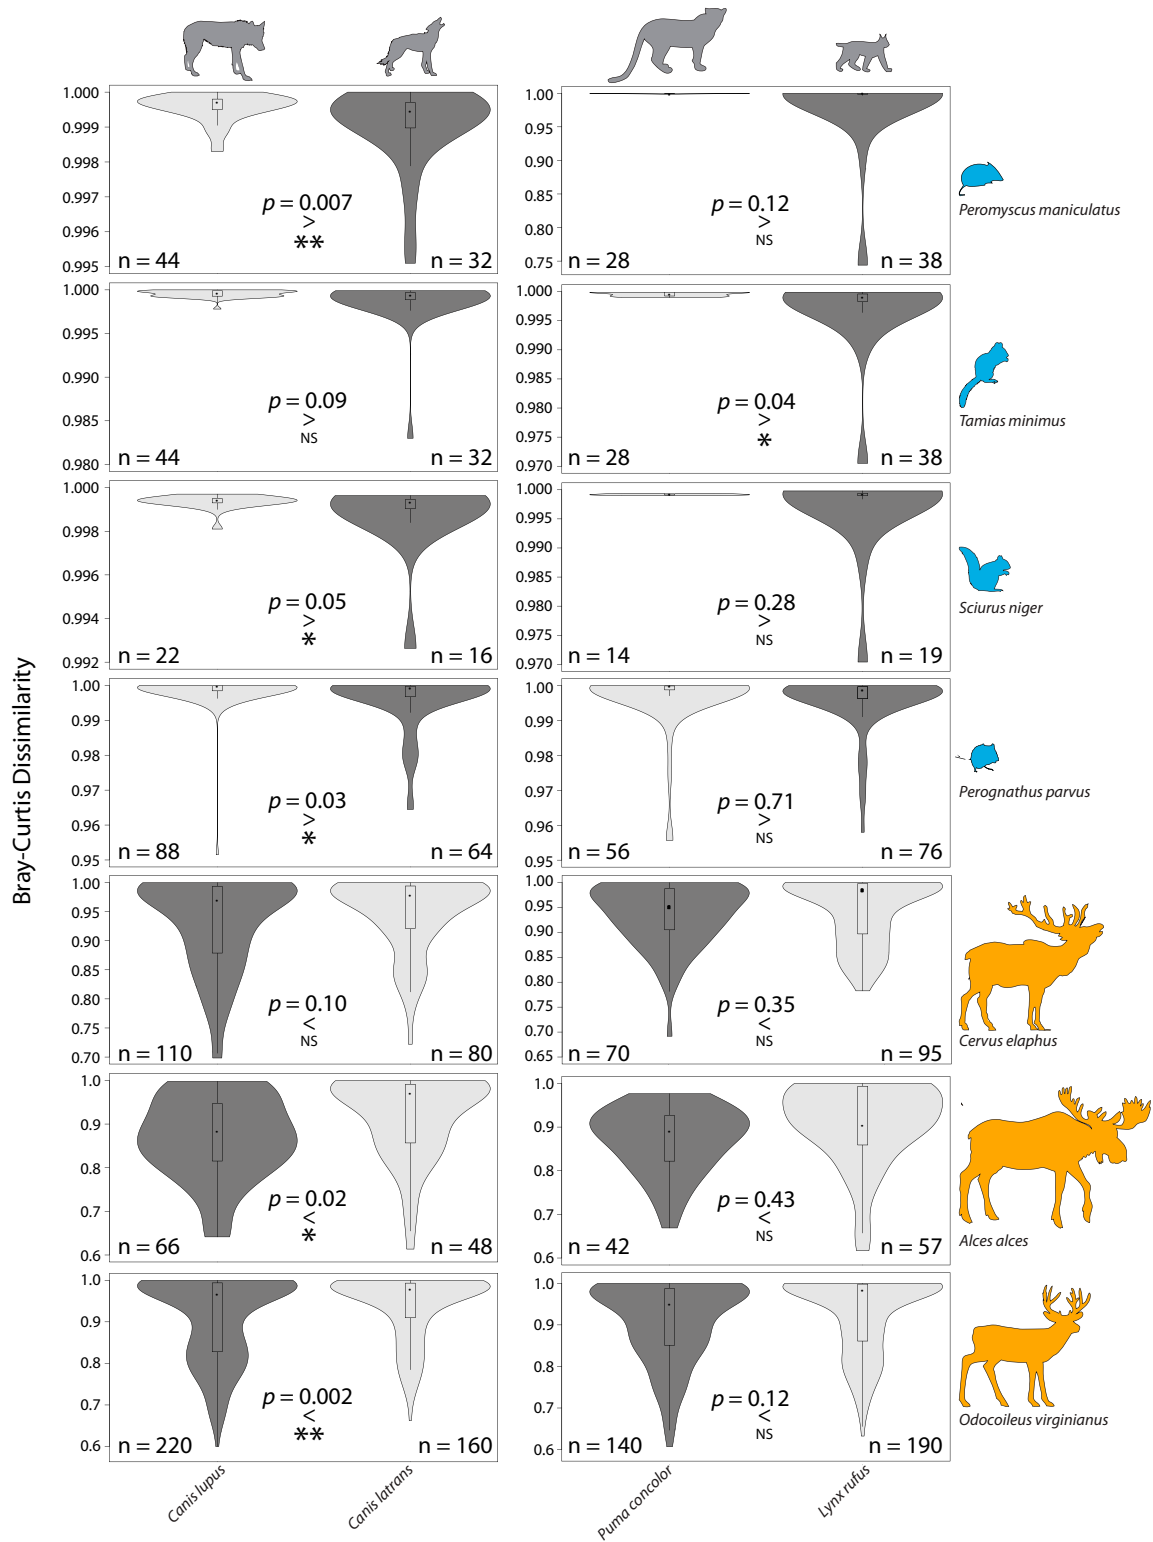 Bray-Curtis Dissimilarity
1.000
0.999
0.998
0.997
0.996
0.995
p = 0.007
>
**
n = 44
n = 32
1.00
0.95
0.90
0.85
0.80
0.75
p = 0.12
>
NS
n = 28
n = 38
Peromyscus maniculatus
1.000
0.995
0.990
0.985
0.980
p = 0.09
>
NS
n = 44
n = 32
1.000
0.995
0.990
0.985
0.980
0.975
0.970
p = 0.04
>
*
n = 28
n = 38
Tamias minimus
1.000
0.998
0.996
0.994
0.992
p = 0.05
>
*
n = 22
n = 16
1.000
0.995
0.990
0.985
0.980
0.975
0.970
p = 0.28
>
NS
n = 14
n = 19
Sciurus niger
1.00
0.99
0.98
0.97
0.96
0.95
p = 0.03
>
*
n = 88
n = 64
1.00
0.99
0.98
0.97
0.96
0.95
p = 0.71
>
NS
n = 56
n = 76
Perognathus parvus
1.00
0.95
0.90
0.85
0.80
0.75
0.70
p = 0.10
<
NS
n = 110
n = 80
1.00
0.95
0.90
0.85
0.80
0.75
0.70
0.65
p = 0.35
<
NS
n = 70
n = 95
Cervus elaphus
1.0
0.9
0.8
0.7
0.6
p = 0.02
<
*
n = 66
n = 48
1.0
0.9
0.8
0.7
0.6
p = 0.43
<
NS
n = 42
n = 57
Alces alces
1.0
0.9
0.8
0.7
0.6
p = 0.002
<
**
n = 220
n = 160
1.0
0.9
0.8
0.7
0.6
p = 0.12
<
NS
n = 140
n = 190
Odocoileus virginianus
Canis lupus
Canis latrans
Puma concolor
Lynx rufus